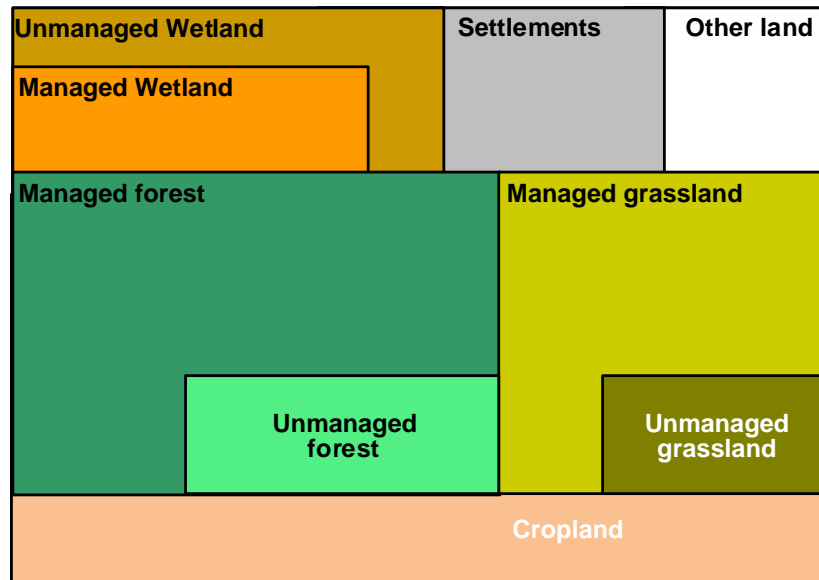 Unmanaged Wetland
Settlements
Other land
Managed Wetland
Managed forest
Managed grassland
Unmanaged
forest
Unmanaged
grassland
Cropland